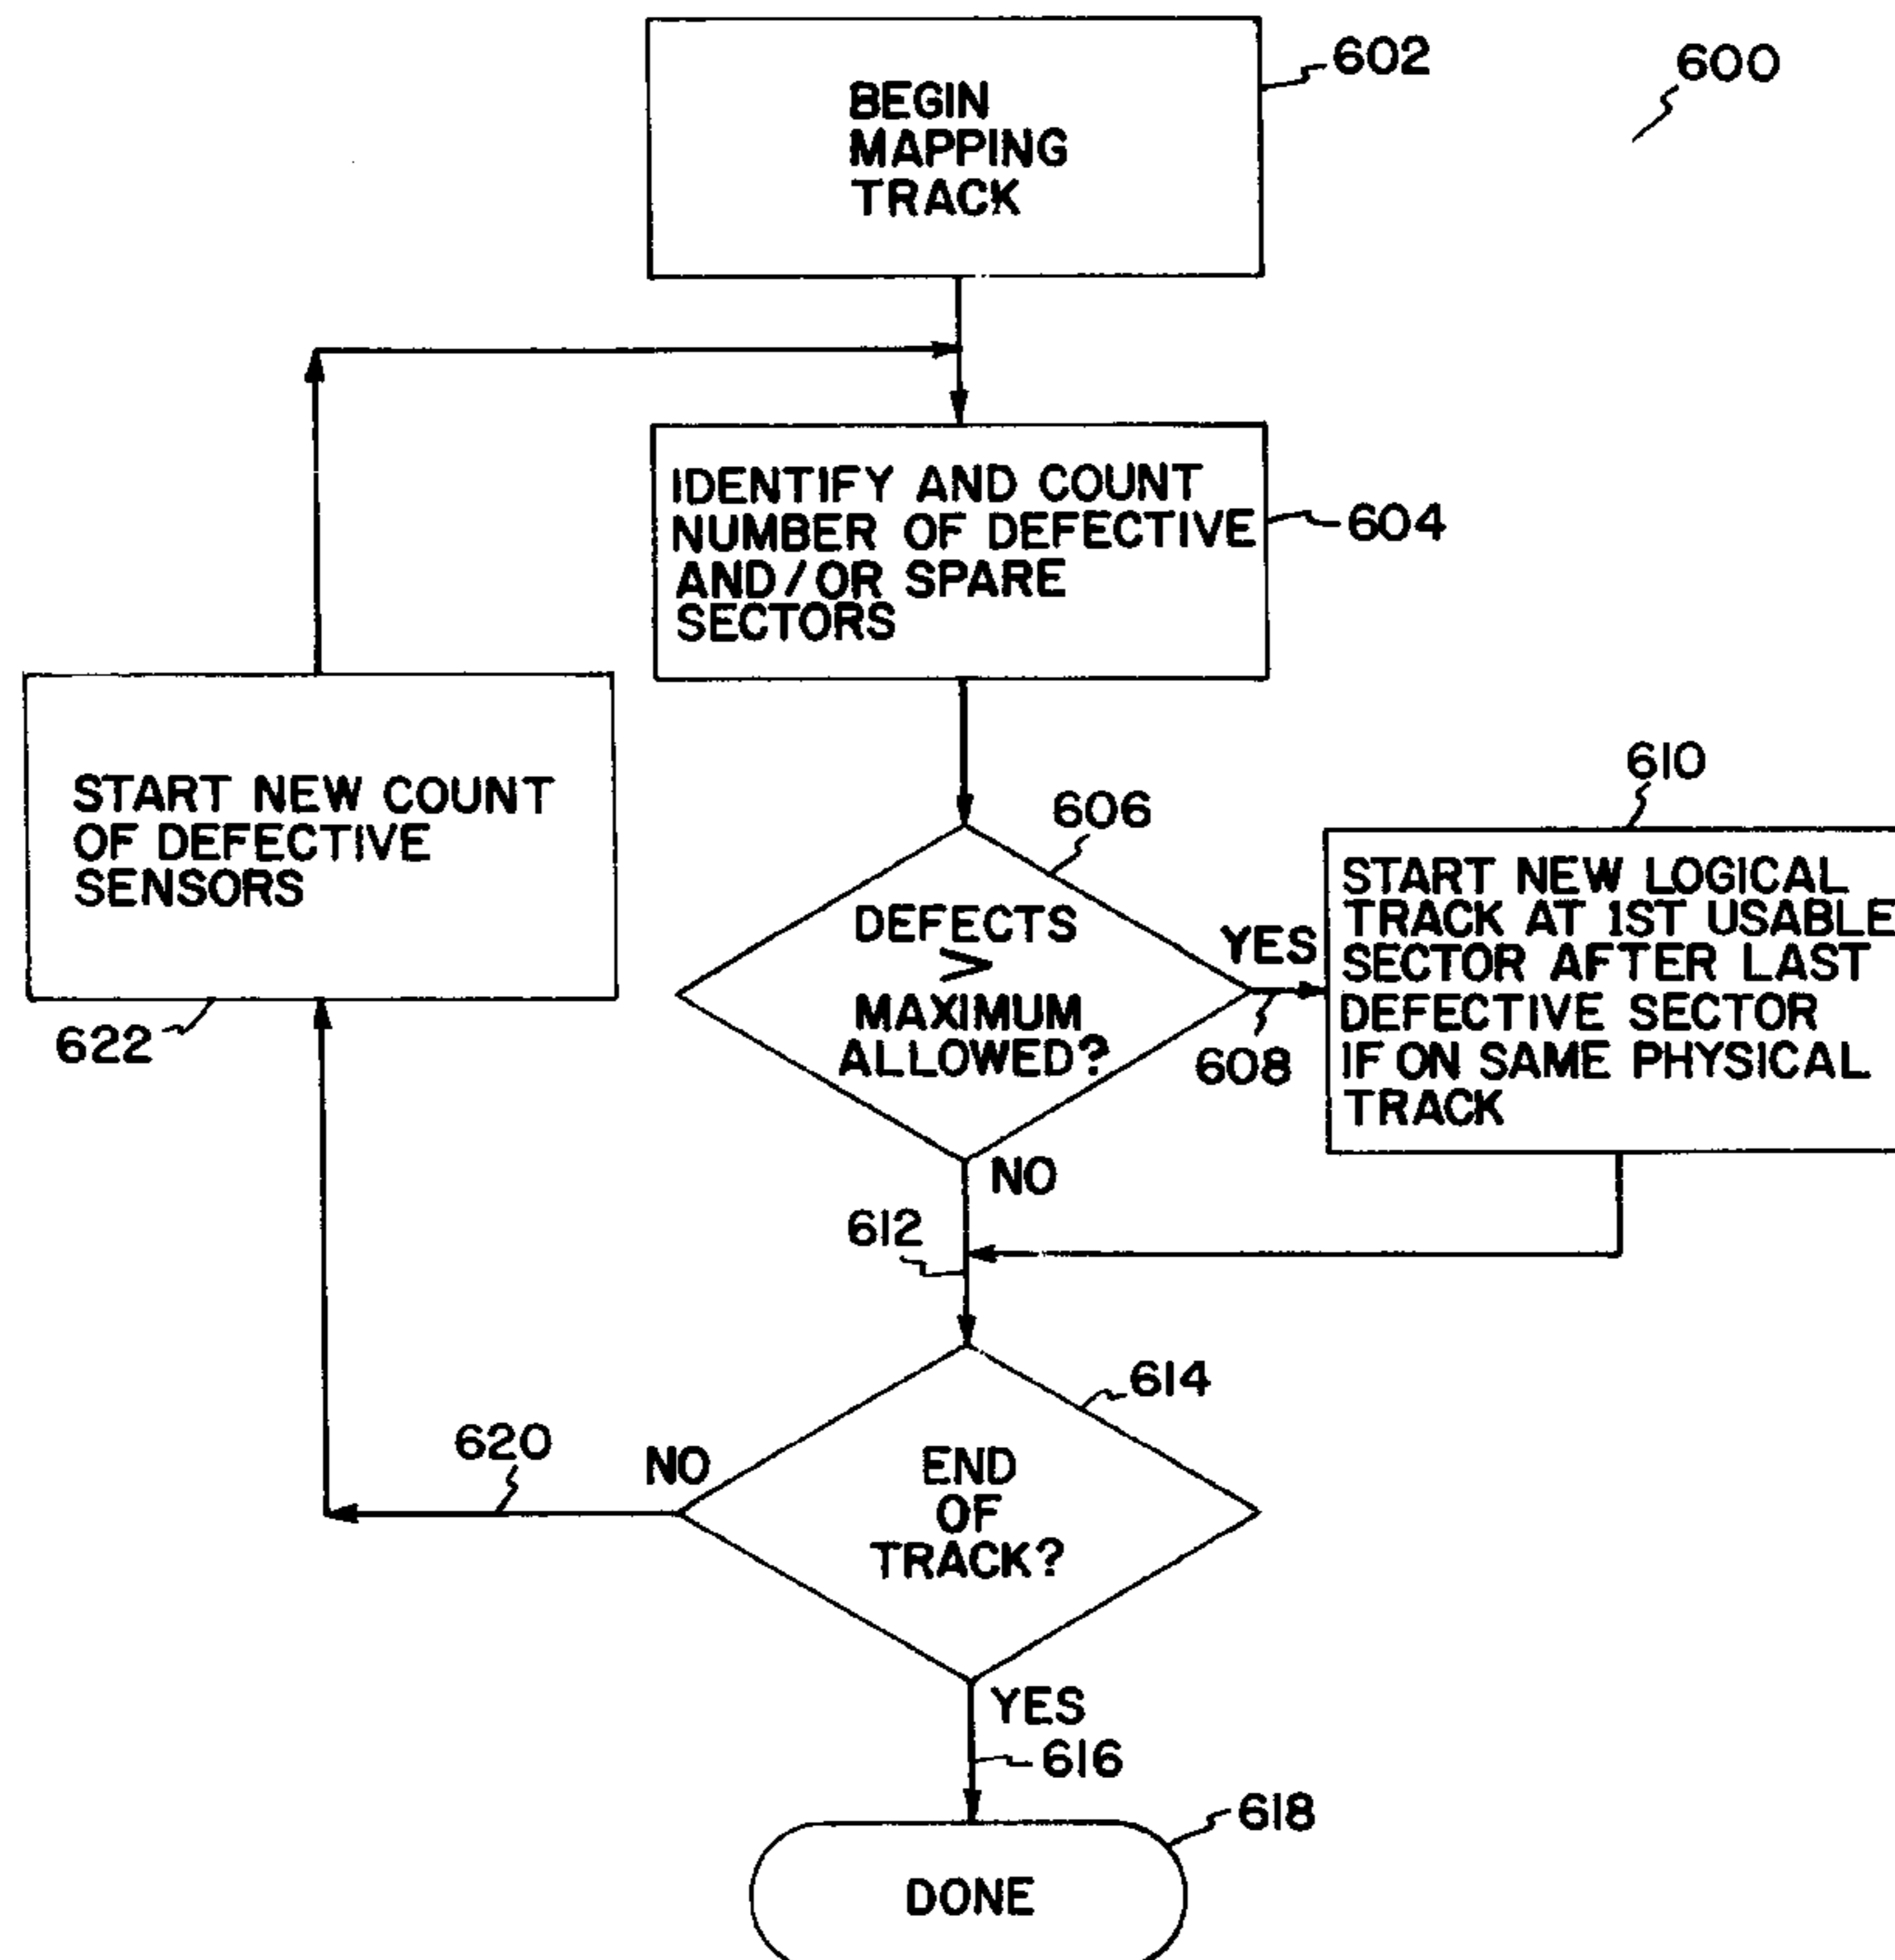 602
600
BEGIN
MAPPING
TRACK
IDENTIFY AND COUNT
NUMBER OF DEFECTIVE
AND/OR SPARE
SECTORS
604
START NEW COUNT
OF DEFECTIVE
SENSORS
622
606
DEFECTS
>
MAXIMUM
ALLOWED?
YES
608
610
START NEW LOGICAL
TRACK AT 1ST USABLE
SECTOR AFTER LAST
DEFECTIVE SECTOR
IF ON SAME PHYSICAL
TRACK
NO
612
614
620
NO
END
OF
TRACK?
YES
616
618
DONE